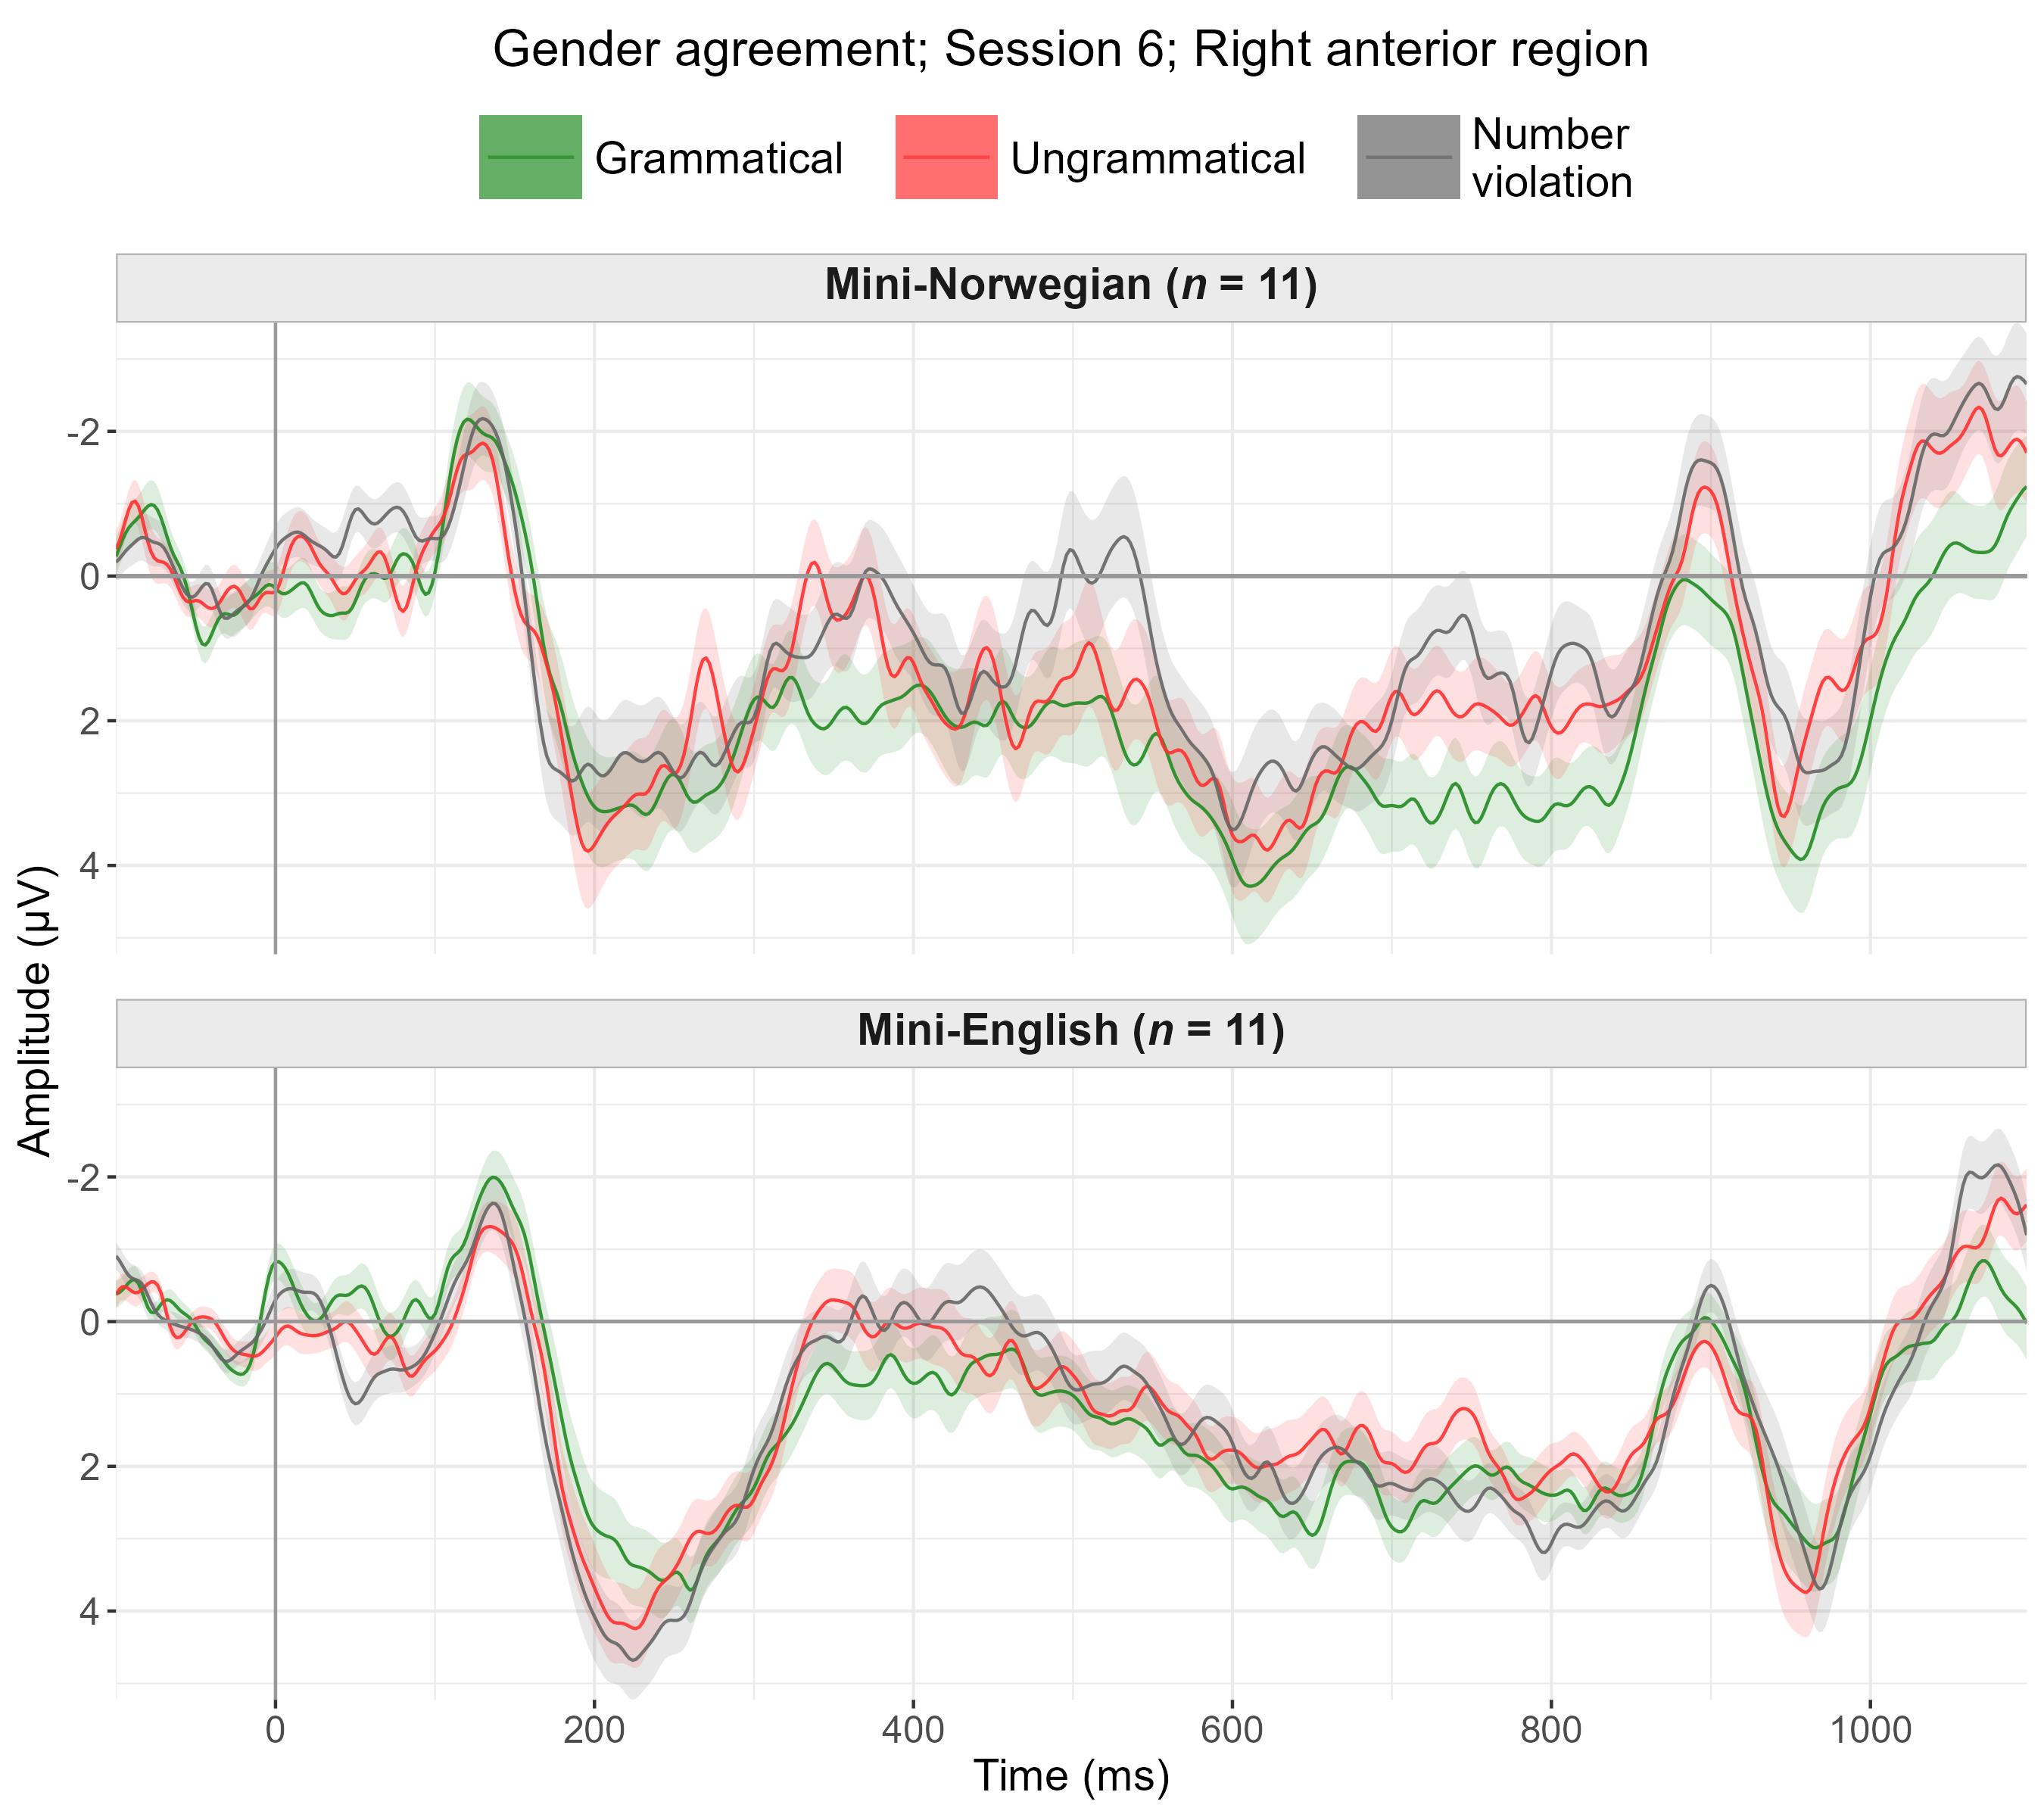 Gender agreement; Session 6; Right anterior region
Grammatical
Ungrammatical
Number
violation
Mini-Norwegian (n = 11)
-2
0
2
4
Mini-English (n = 11)
-2
0
2
4
Amplitude (µV)
0 200 400 600 800 1000
Time (ms)